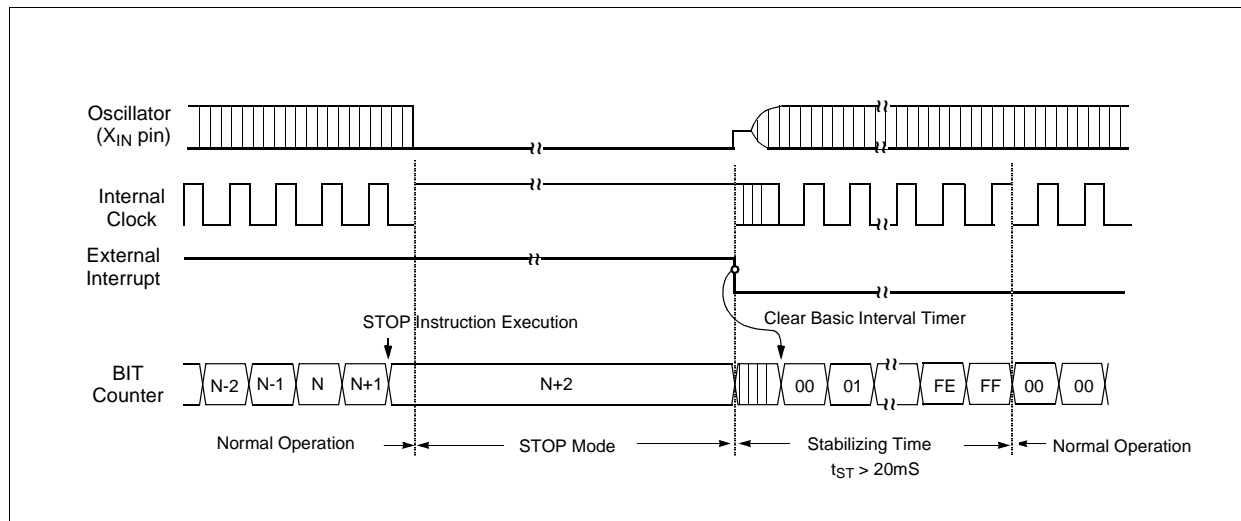 Oscillator
(XIN pin)
Internal
Clock
External
Interrupt
STOP Instruction Execution
Clear Basic Interval Timer
BIT
Counter
N-2 N-1 N N+1 N+2 00 01 FE FF 00 00
Normal Operation STOP Mode Stabilizing Time Normal Operation
tST > 20mS